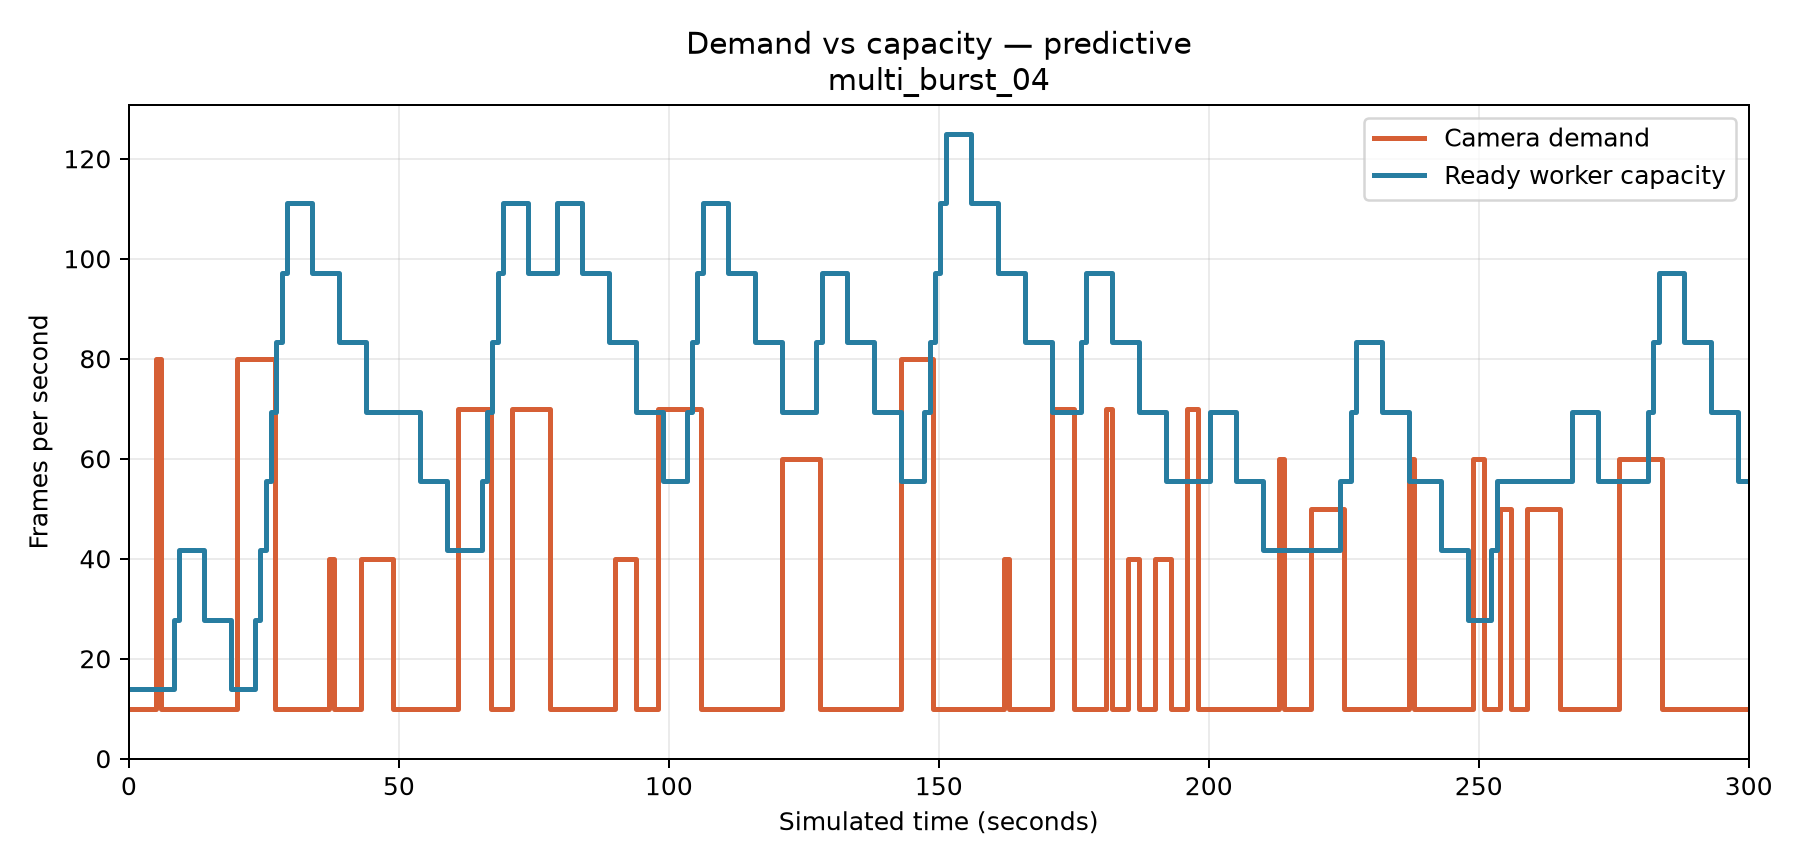 Demand vs capacity — predictive
multi_burst_04
Camera demand
Ready worker capacity
Frames per second
120
100
80
60
40
20
0
0 50 100 150 200 250 300
Simulated time (seconds)